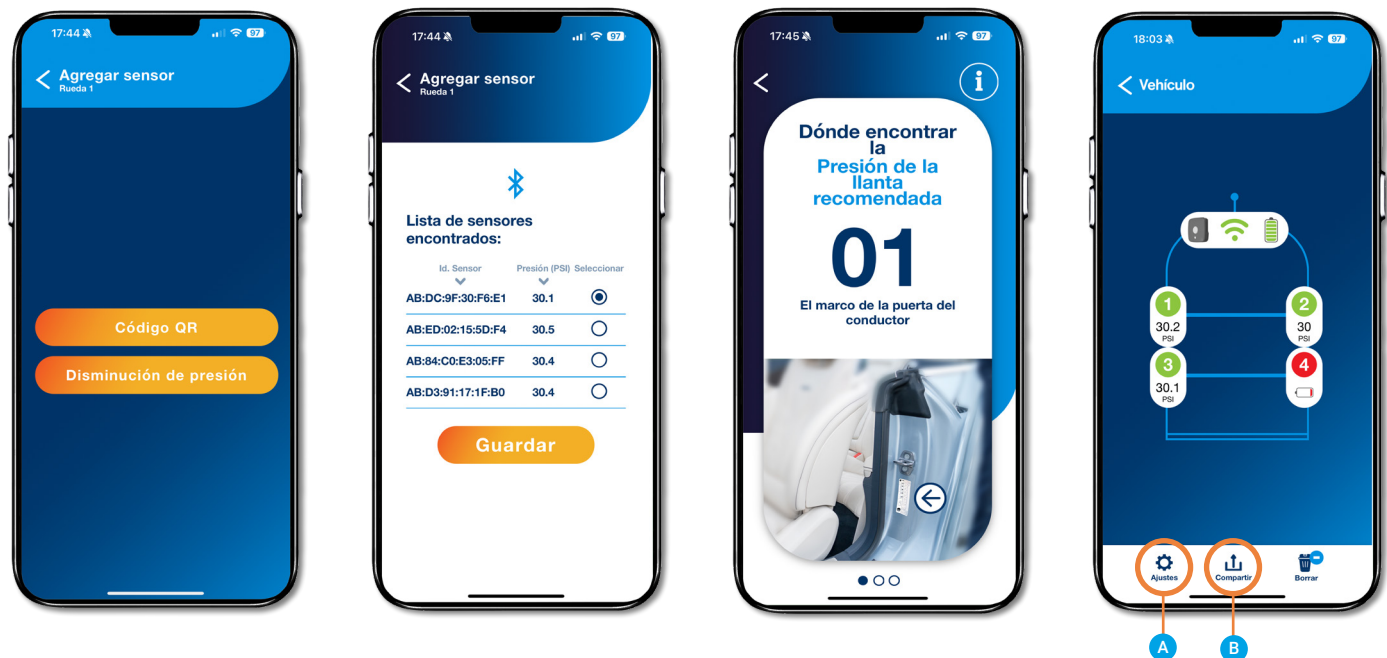 17:44
97
Agregar sensor
Rueda 1
Código QR
Disminución de presión
17:44
97
Agregar sensor
Rueda 1
Lista de sensores
encontrados:
Id. Sensor Presión (PSI) Seleccionar
AB:DC:9F:30:F6:E1 30.1
AB:ED:02:15:5D:F4 30.5
AB:84:C0:E3:05:FF 30.4
AB:D3:91:17:1F:B0 30.4
Guardar
17:45
97
i
Dónde encontrar
la
Presión de la
llanta
recomendada
01
El marco de la puerta del
conductor
18:03
97
Vehículo
1
30.2
PSI
2
30
PSI
3
30.1
PSI
4
Ajustes
Compartir
Borrar
A
B